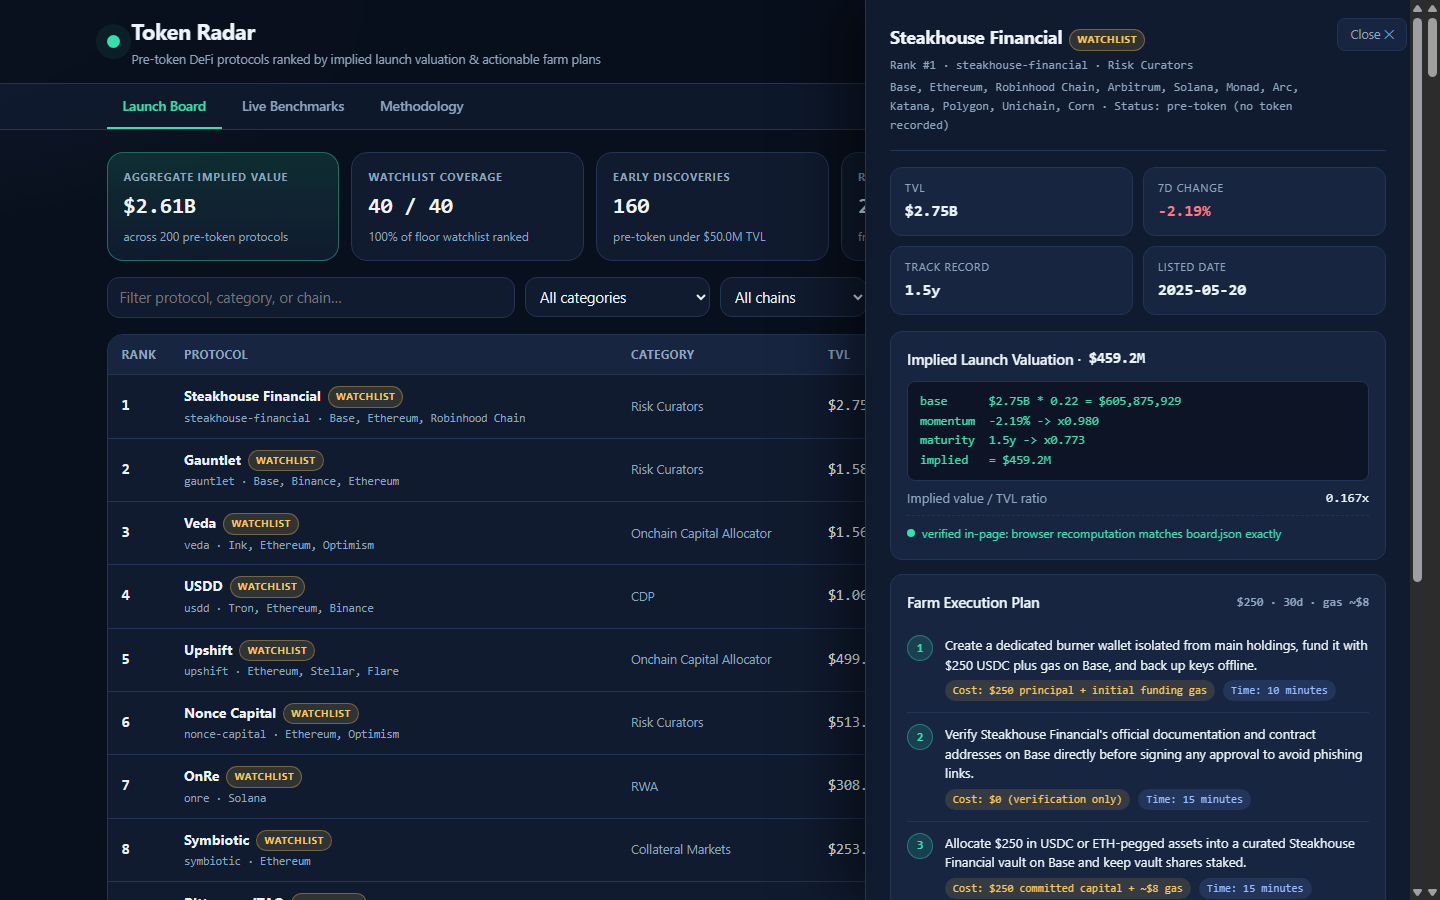 Token Radar
Pre-token DeFi protocols ranked by implied launch valuation & actionable farm plans
Launch Board
Live Benchmarks
Methodology
AGGREGATE IMPLIED VALUE
$2.61B
across 200 pre-token protocols
WATCHLIST COVERAGE
40 / 40
100% of floor watchlist ranked
EARLY DISCOVERIES
160
pre-token under $50.0M TVL
Filter protocol, category, or chain...
All categories
All chains
RANK PROTOCOL CATEGORY TVL
1 Steakhouse Financial WATCHLIST Risk Curators $2.75
steakhouse-financial · Base, Ethereum, Robinhood Chain
2 Gauntlet WATCHLIST Risk Curators $1.58
gauntlet · Base, Binance, Ethereum
3 Veda WATCHLIST Onchain Capital Allocator $1.56
veda · Ink, Ethereum, Optimism
4 USDD WATCHLIST CDP $1.06
usdd · Tron, Ethereum, Binance
5 Upshift WATCHLIST Onchain Capital Allocator $499.
upshift · Ethereum, Stellar, Flare
6 Nonce Capital WATCHLIST Risk Curators $513.
nonce-capital · Ethereum, Optimism
7 OnRe WATCHLIST RWA $308.
onre · Solana
8 Symbiotic WATCHLIST Collateral Markets $253.
symbiotic · Ethereum
Steakhouse Financial WATCHLIST
Close ×
Rank #1 · steakhouse-financial · Risk Curators
Base, Ethereum, Robinhood Chain, Arbitrum, Solana, Monad, Arc,
Katana, Polygon, Unichain, Corn · Status: pre-token (no token
recorded)
TVL
$2.75B
7D CHANGE
-2.19%
TRACK RECORD
1.5y
LISTED DATE
2025-05-20
Implied Launch Valuation · $459.2M
base $2.75B * 0.22 = $605,875,929
momentum -2.19% -> x0.980
maturity 1.5y -> x0.773
implied = $459.2M
Implied value / TVL ratio 0.167x
verified in-page: browser recomputation matches board.json exactly
Farm Execution Plan $250 · 30d · gas ~$8
1 Create a dedicated burner wallet isolated from main holdings, fund it with
$250 USDC plus gas on Base, and back up keys offline.
Cost: $250 principal + initial funding gas Time: 10 minutes
2 Verify Steakhouse Financial's official documentation and contract
addresses on Base directly before signing any approval to avoid phishing
links.
Cost: $0 (verification only) Time: 15 minutes
3 Allocate $250 in USDC or ETH-pegged assets into a curated Steakhouse
Financial vault on Base and keep vault shares staked.
Cost: $250 committed capital + ~$8 gas Time: 15 minutes